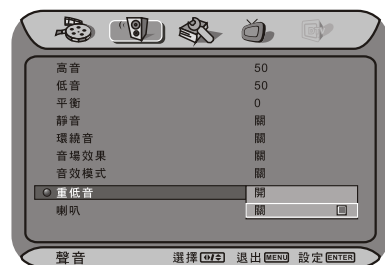 高音 50
低音 50
平衡 0
靜音 關
環繞音 關
音場效果 關
音效模式 關
重低音 開
喇叭 關
聲音 選擇 退出 MENU 設定 ENTER